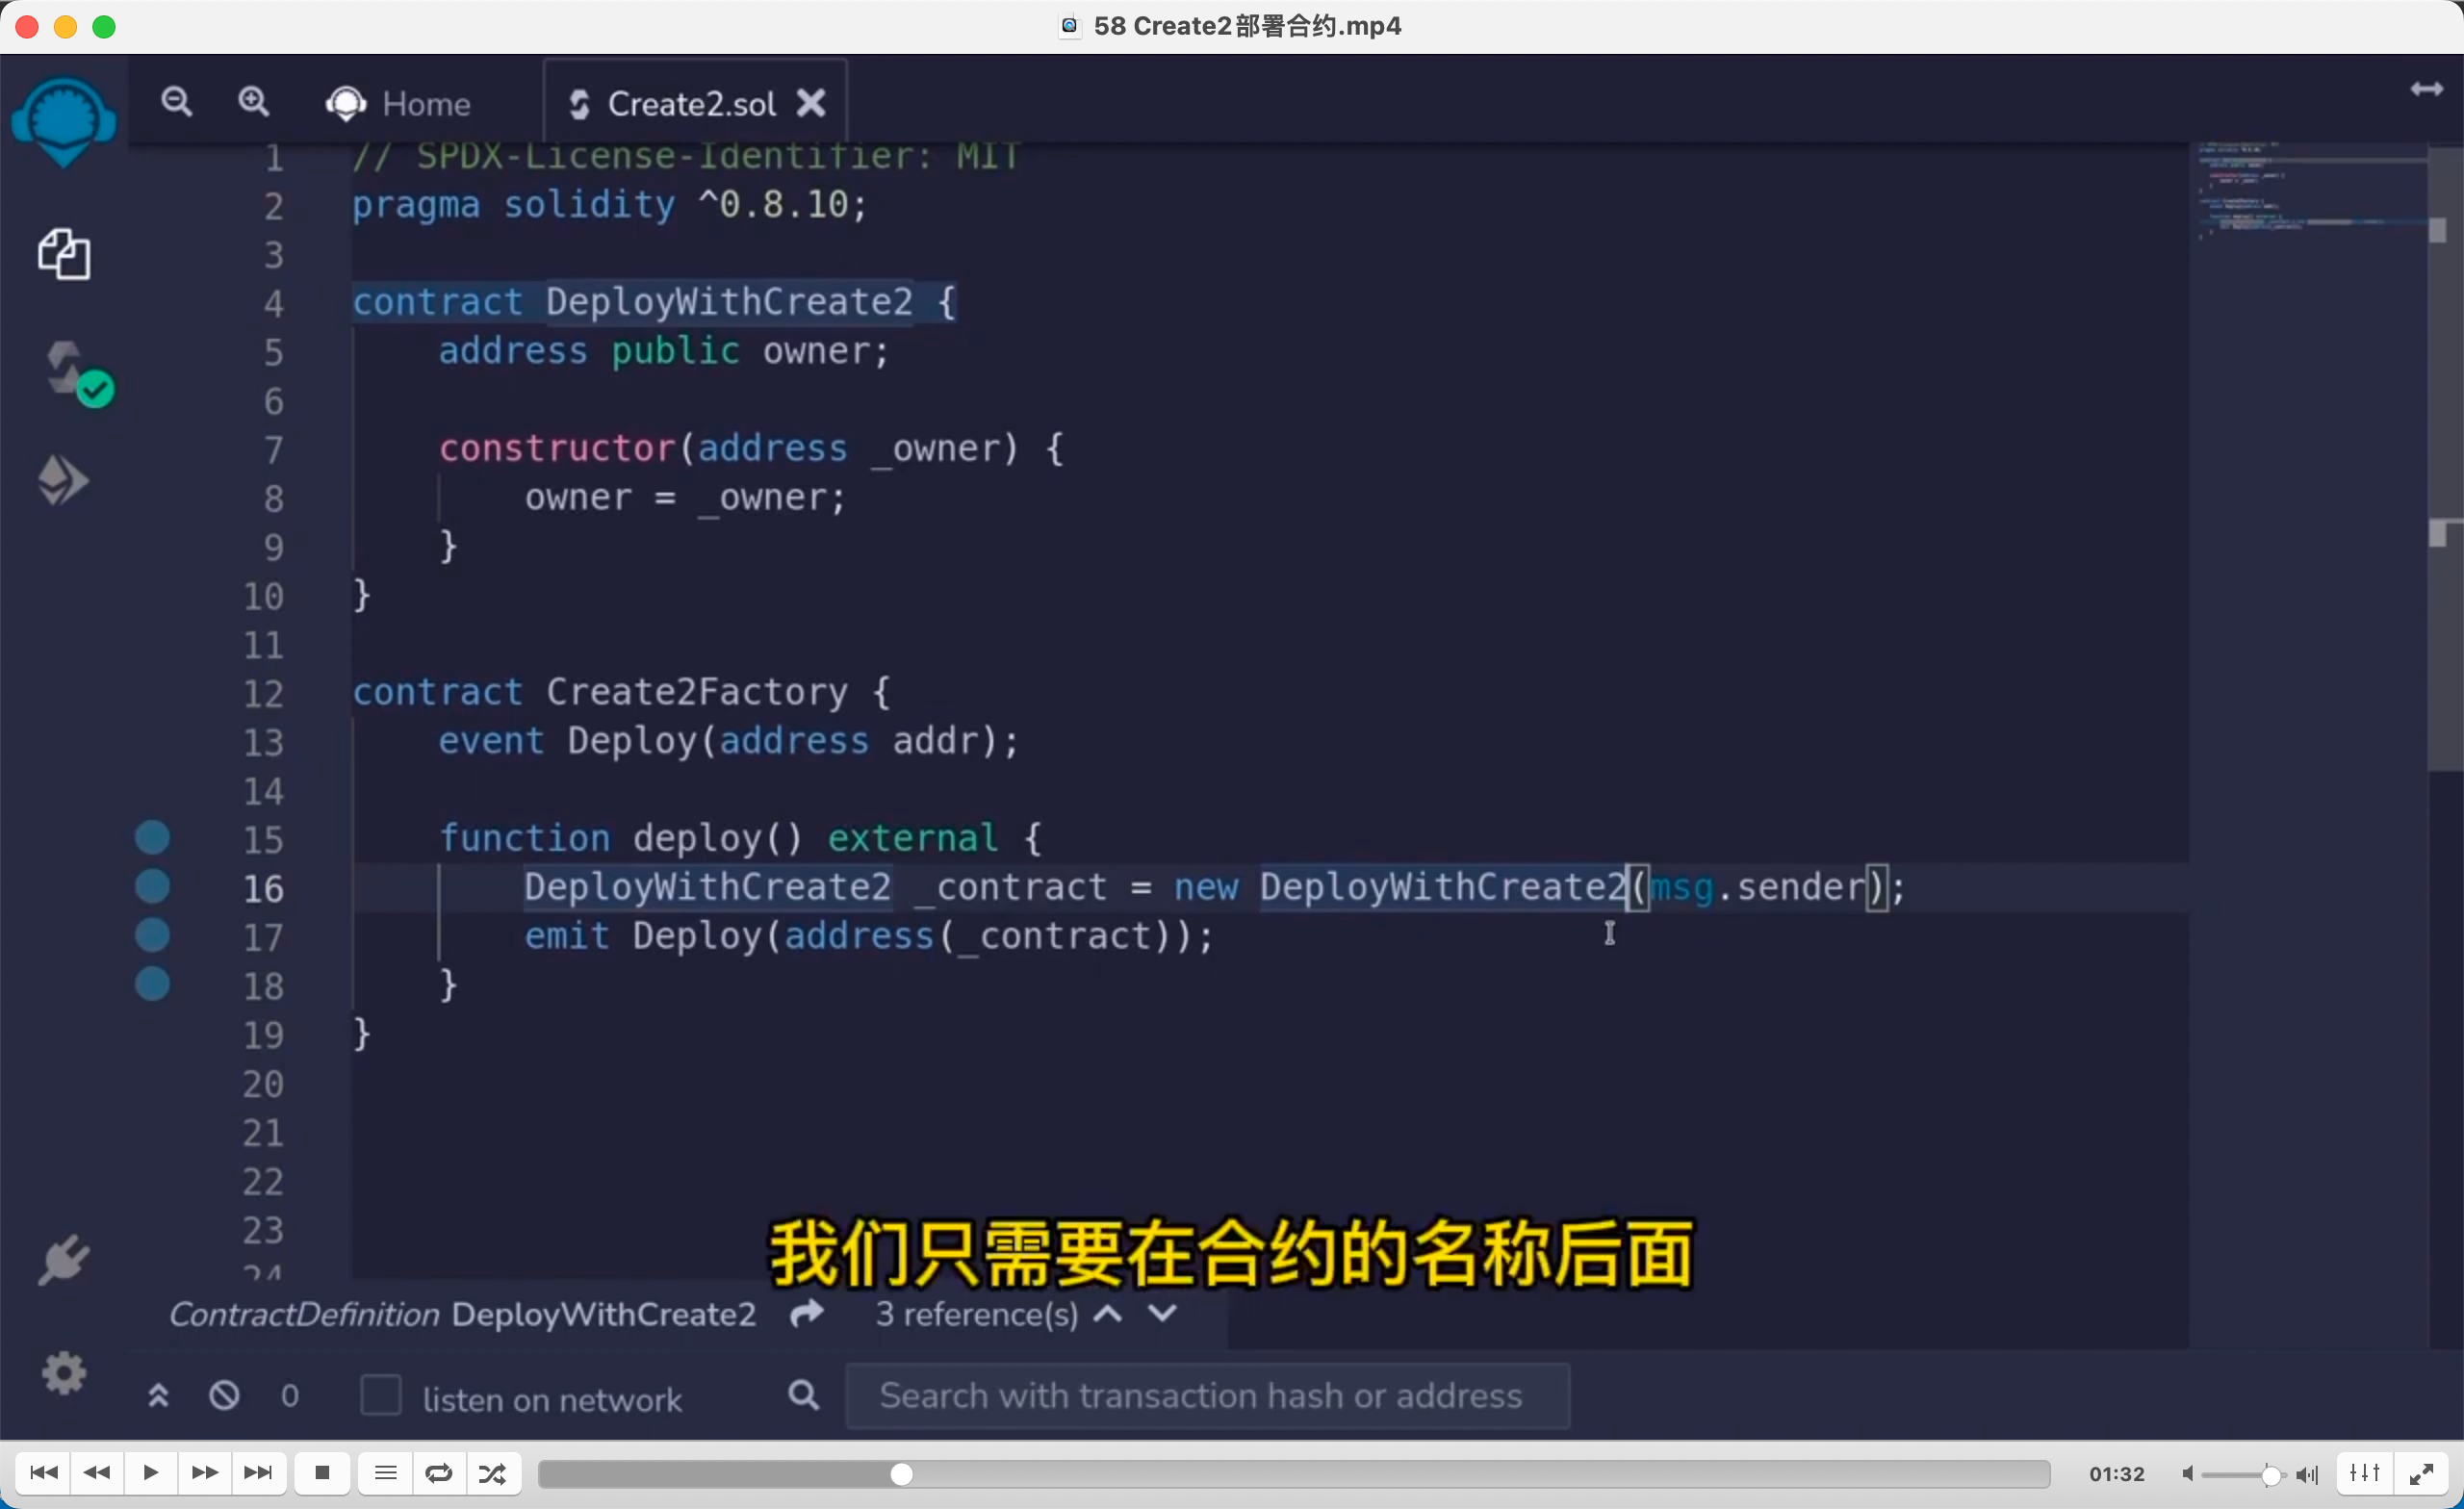 58 Create2部署合约.mp4
Home
Create2.sol
1 // SPDX-License-Identifier: MIT
2 pragma solidity ^0.8.10;
3
4 contract DeployWithCreate2 {
5 address public owner;
6
7 constructor(address _owner) {
8 owner = _owner;
9 }
10 }
11
12 contract Create2Factory {
13 event Deploy(address addr);
14
15 function deploy() external {
16 DeployWithCreate2 _contract = new DeployWithCreate2(msg.sender);
17 emit Deploy(address(_contract));
18 }
19 }
20
21
22
23
24
我们只需要在合约的名称后面
ContractDefinition DeployWithCreate2 3 reference(s)
0 listen on network Search with transaction hash or address
01:32